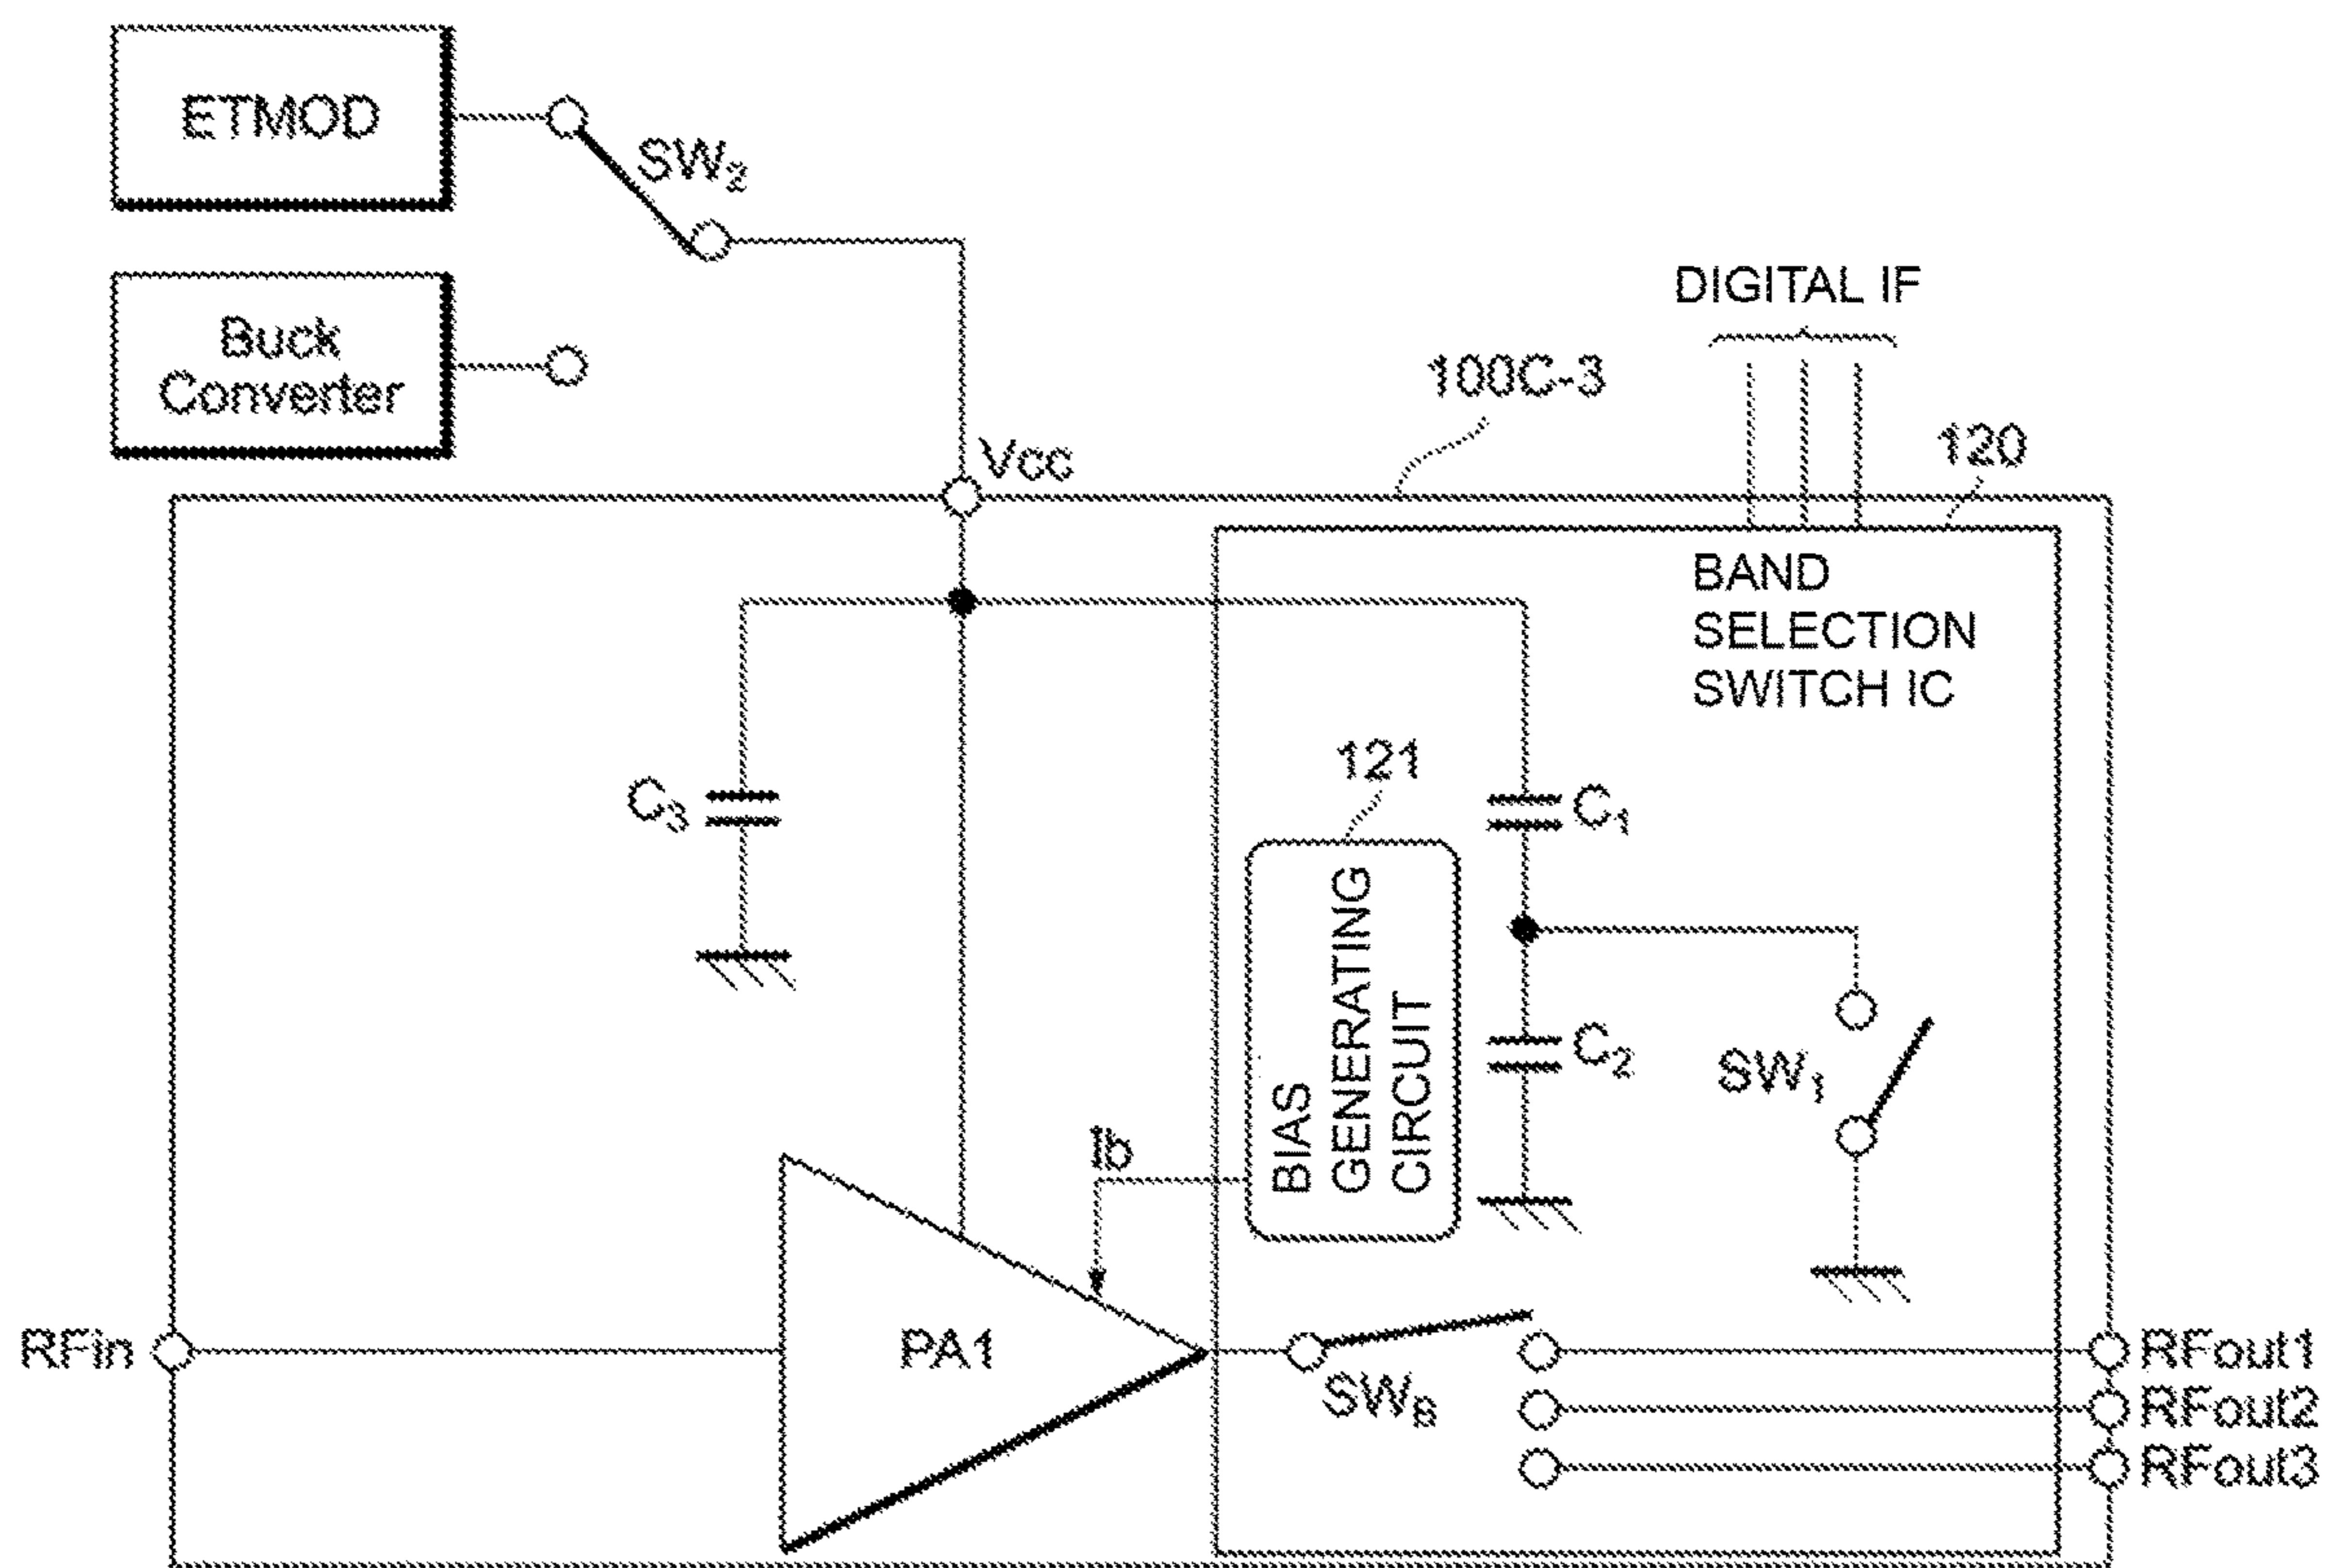 ETMOD
SW₂
Buck
Converter
DIGITAL IF
100C-3
120
Vcc
BAND
SELECTION
SWITCH IC
121
C₃
C₁
BIAS
GENERATING
CIRCUIT
C₂
SW₁
Ib
RFin
PA1
SW_B
RFout1
RFout2
RFout3